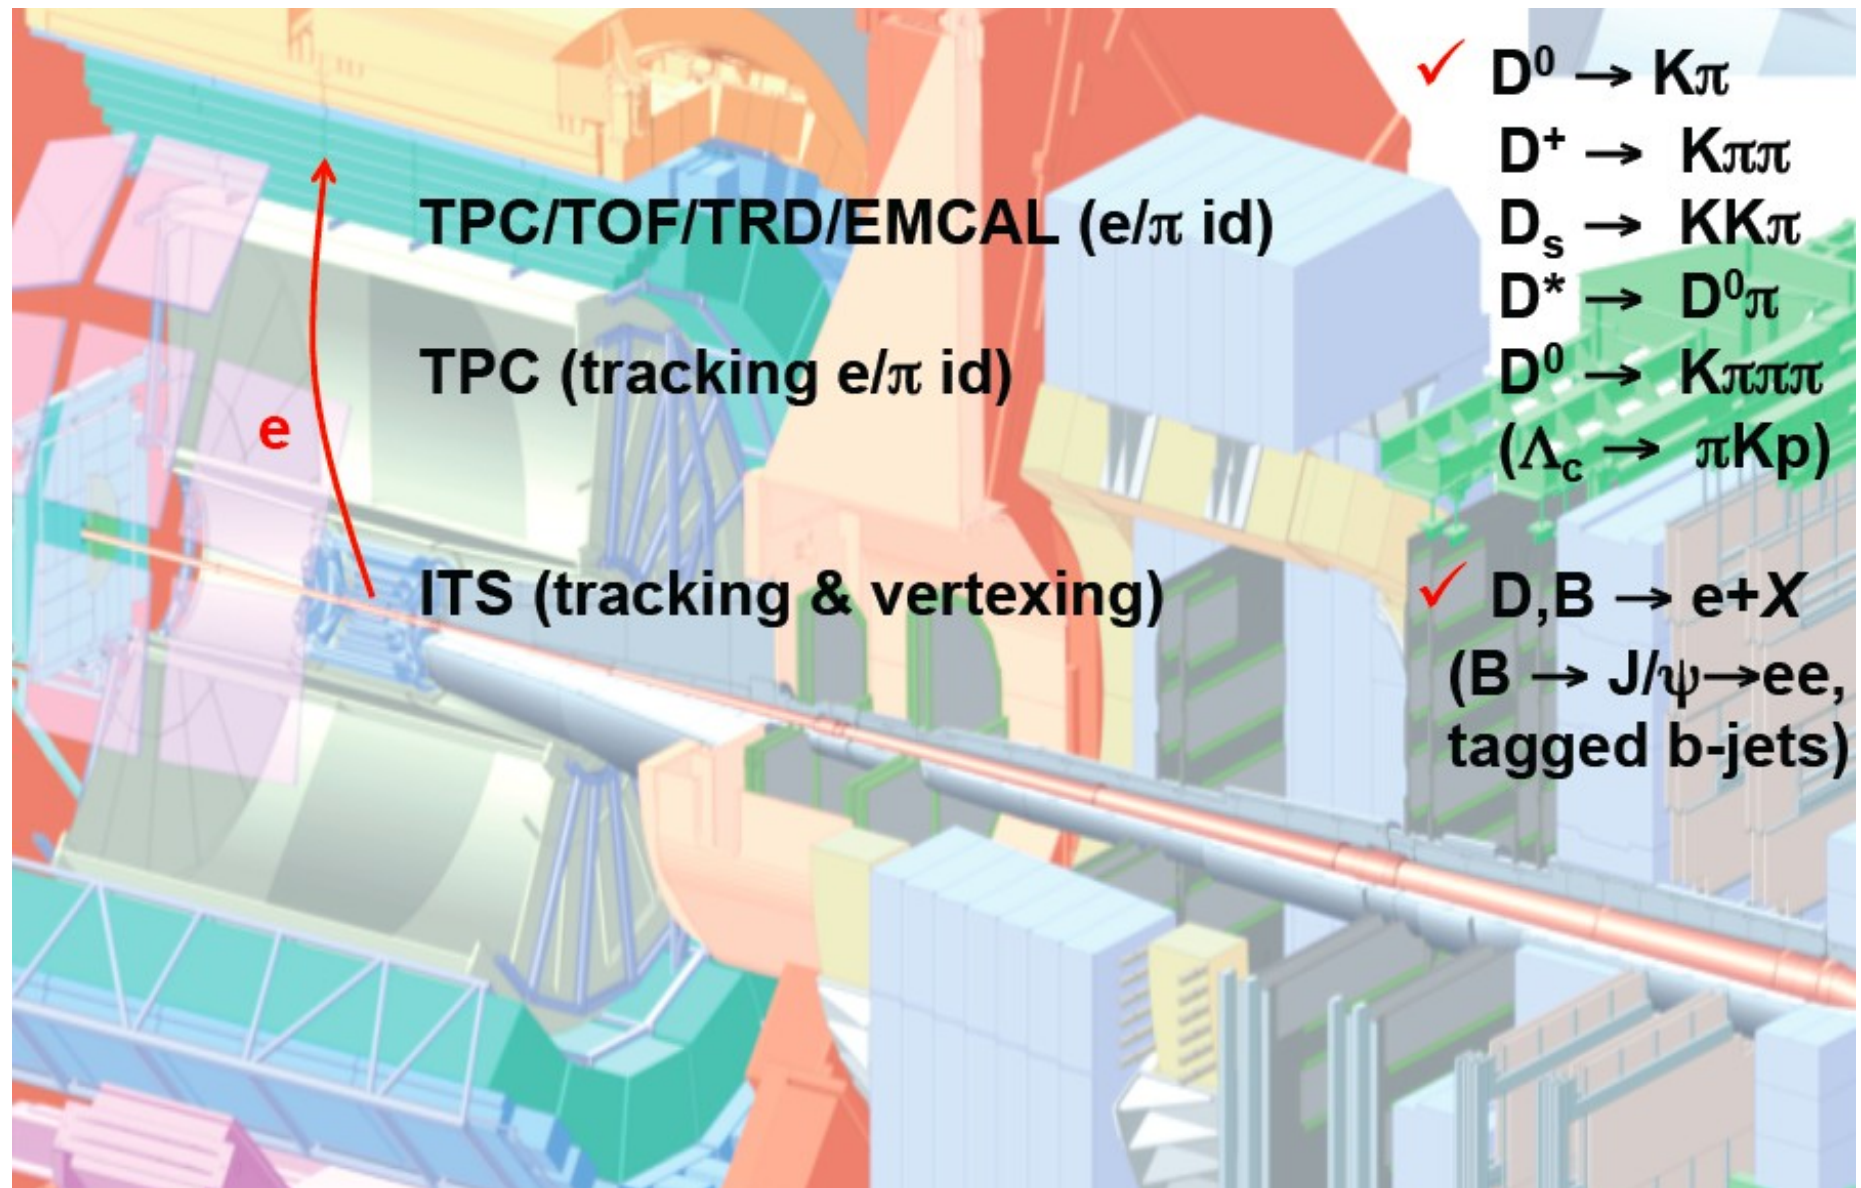 ✓ D⁰ → Kπ
D⁺ → Kππ
TPC/TOF/TRD/EMCAL (e/π id)
Dₛ → KKπ
D* → D⁰π
TPC (tracking e/π id)
D⁰ → Kπππ
e
(Λc → πKp)
ITS (tracking & vertexing)
✓ D,B → e+X
(B → J/ψ→ee,
tagged b-jets)